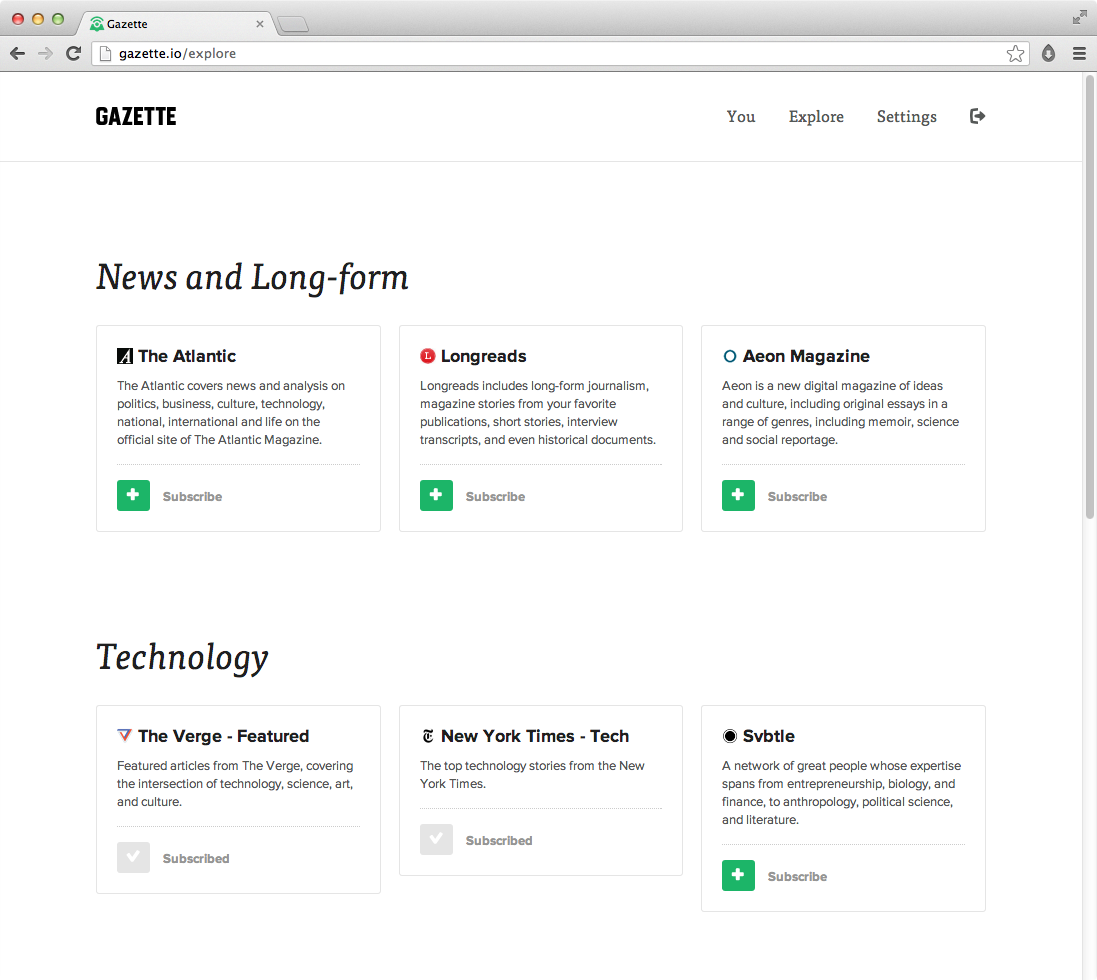 Gazette
gazette.io/explore
GAZETTE
You Explore Settings
News and Long-form
The Atlantic
The Atlantic covers news and analysis on
politics, business, culture, technology,
national, international and life on the
official site of The Atlantic Magazine.
Subscribe
L Longreads
Longreads includes long-form journalism,
magazine stories from your favorite
publications, short stories, interview
transcripts, and even historical documents.
Subscribe
Aeon Magazine
Aeon is a new digital magazine of ideas
and culture, including original essays in a
range of genres, including memoir, science
and social reportage.
Subscribe
Technology
The Verge - Featured
Featured articles from The Verge, covering
the intersection of technology, science, art,
and culture.
Subscribed
New York Times - Tech
The top technology stories from the New
York Times.
Subscribed
Svbtle
A network of great people whose expertise
spans from entrepreneurship, biology, and
finance, to anthropology, political science,
and literature.
Subscribe